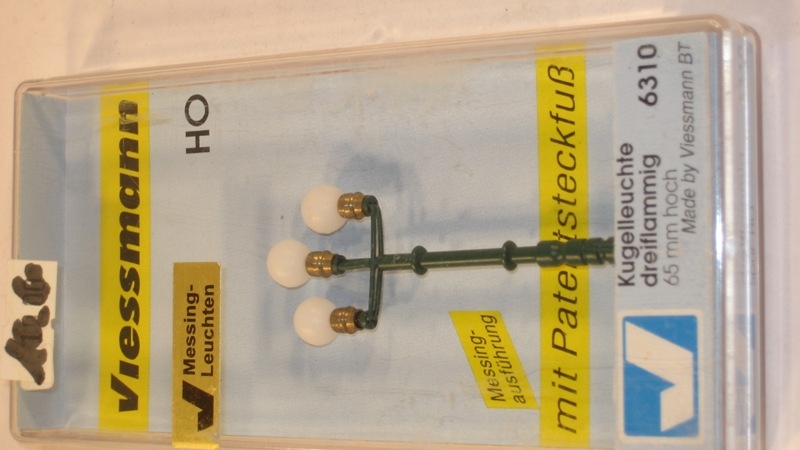 Viessmann
HO
Messing-
Leuchten
Messing-
ausführung
mit Patentsteckfuß
Kugelleuchte 6310
dreiflammig
65 mm hoch
Made by Viessmann BT